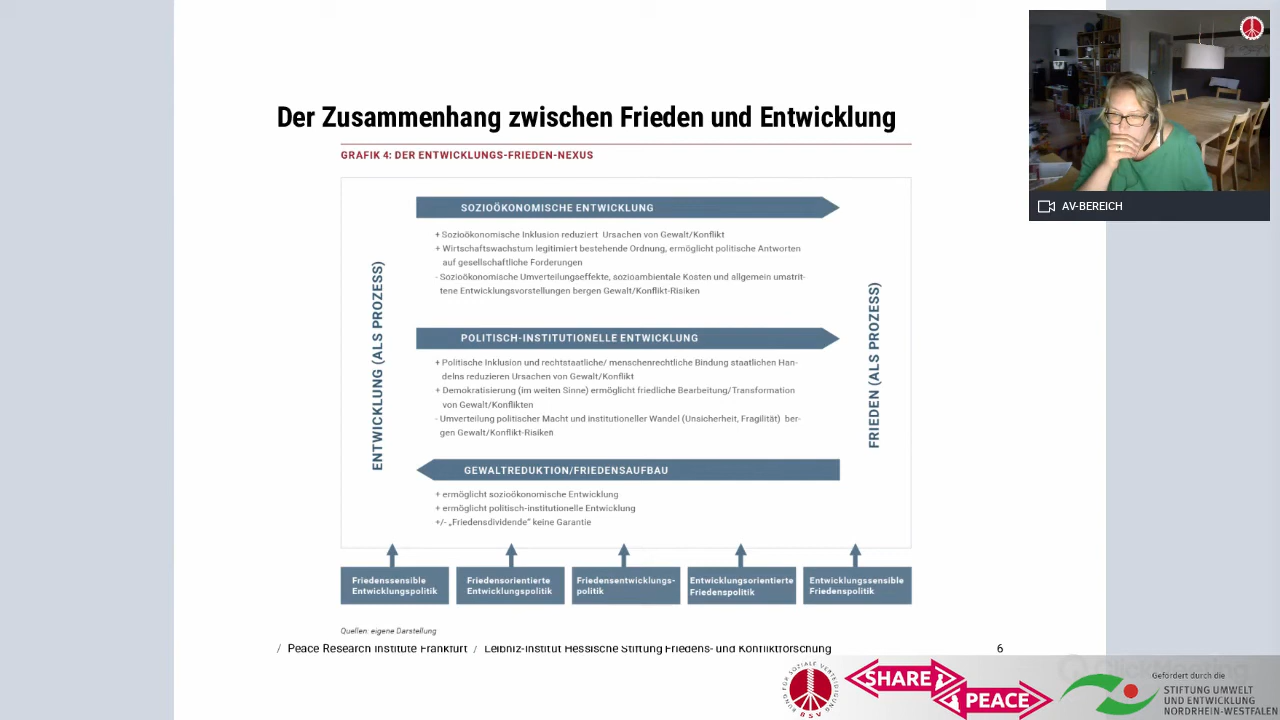 Der Zusammenhang zwischen Frieden und Entwicklung
GRAFIK 4: DER ENTWICKLUNGS-FRIEDEN-NEXUS
ENTWICKLUNG (ALS PROZESS)
SOZIOÖKONOMISCHE ENTWICKLUNG
+ Sozioökonomische Inklusion reduziert Ursachen von Gewalt/Konflikt
+ Wirtschaftswachstum legitimiert bestehende Ordnung, ermöglicht politische Antworten
auf gesellschaftliche Forderungen
- Sozioökonomische Umverteilungseffekte, sozioambientale Kosten und allgemein umstrit-
tene Entwicklungsvorstellungen bergen Gewalt/Konflikt-Risiken
POLITISCH-INSTITUTIONELLE ENTWICKLUNG
+ Politische Inklusion und rechtstaatliche/ menschenrechtliche Bindung staatlichen Han-
delns reduzieren Ursachen von Gewalt/Konflikt
+ Demokratisierung (im weiten Sinne) ermöglicht friedliche Bearbeitung/Transformation
von Gewalt/Konflikten
- Umverteilung politischer Macht und institutioneller Wandel (Unsicherheit, Fragilität) ber-
gen Gewalt/Konflikt-Risiken
GEWALTREDUKTION/FRIEDENSAUFBAU
+ ermöglicht sozioökonomische Entwicklung
+ ermöglicht politisch-institutionelle Entwicklung
+/- „Friedensdividende“ keine Garantie
FRIEDEN (ALS PROZESS)
Friedenssensible
Entwicklungspolitik
Friedensorientierte
Entwicklungspolitik
Friedensentwicklungs-
politik
Entwicklungsorientierte
Friedenspolitik
Entwicklungssensible
Friedenspolitik
Quellen: eigene Darstellung
/ Peace Research Institute Frankfurt / Leibniz-Institut Hessische Stiftung Friedens- und Konfliktforschung
6
AV-BEREICH
BUND FÜR SOZIALE VERTEIDIGUNG
BSV
SHARE
PEACE
ClickMeeting
Gefördert durch die
STIFTUNG UMWELT
UND ENTWICKLUNG
NORDRHEIN-WESTFALEN